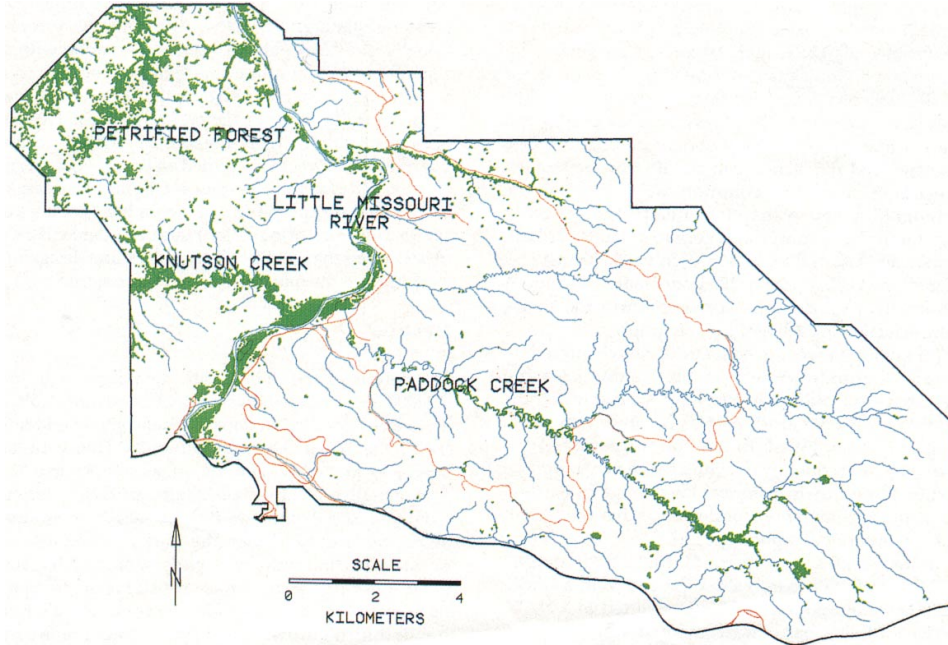 PETRIFIED FOREST
LITTLE MISSOURI
RIVER
KNUTSON CREEK
PADDOCK CREEK
N
SCALE
0 2 4
KILOMETERS